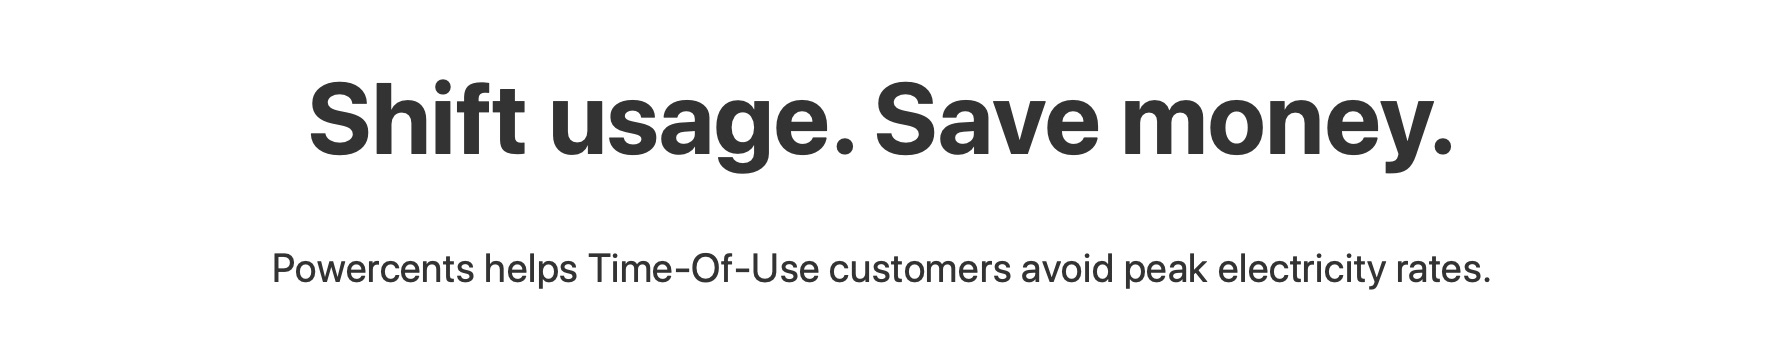 Shift usage. Save money.
Powercents helps Time-Of-Use customers avoid peak electricity rates.